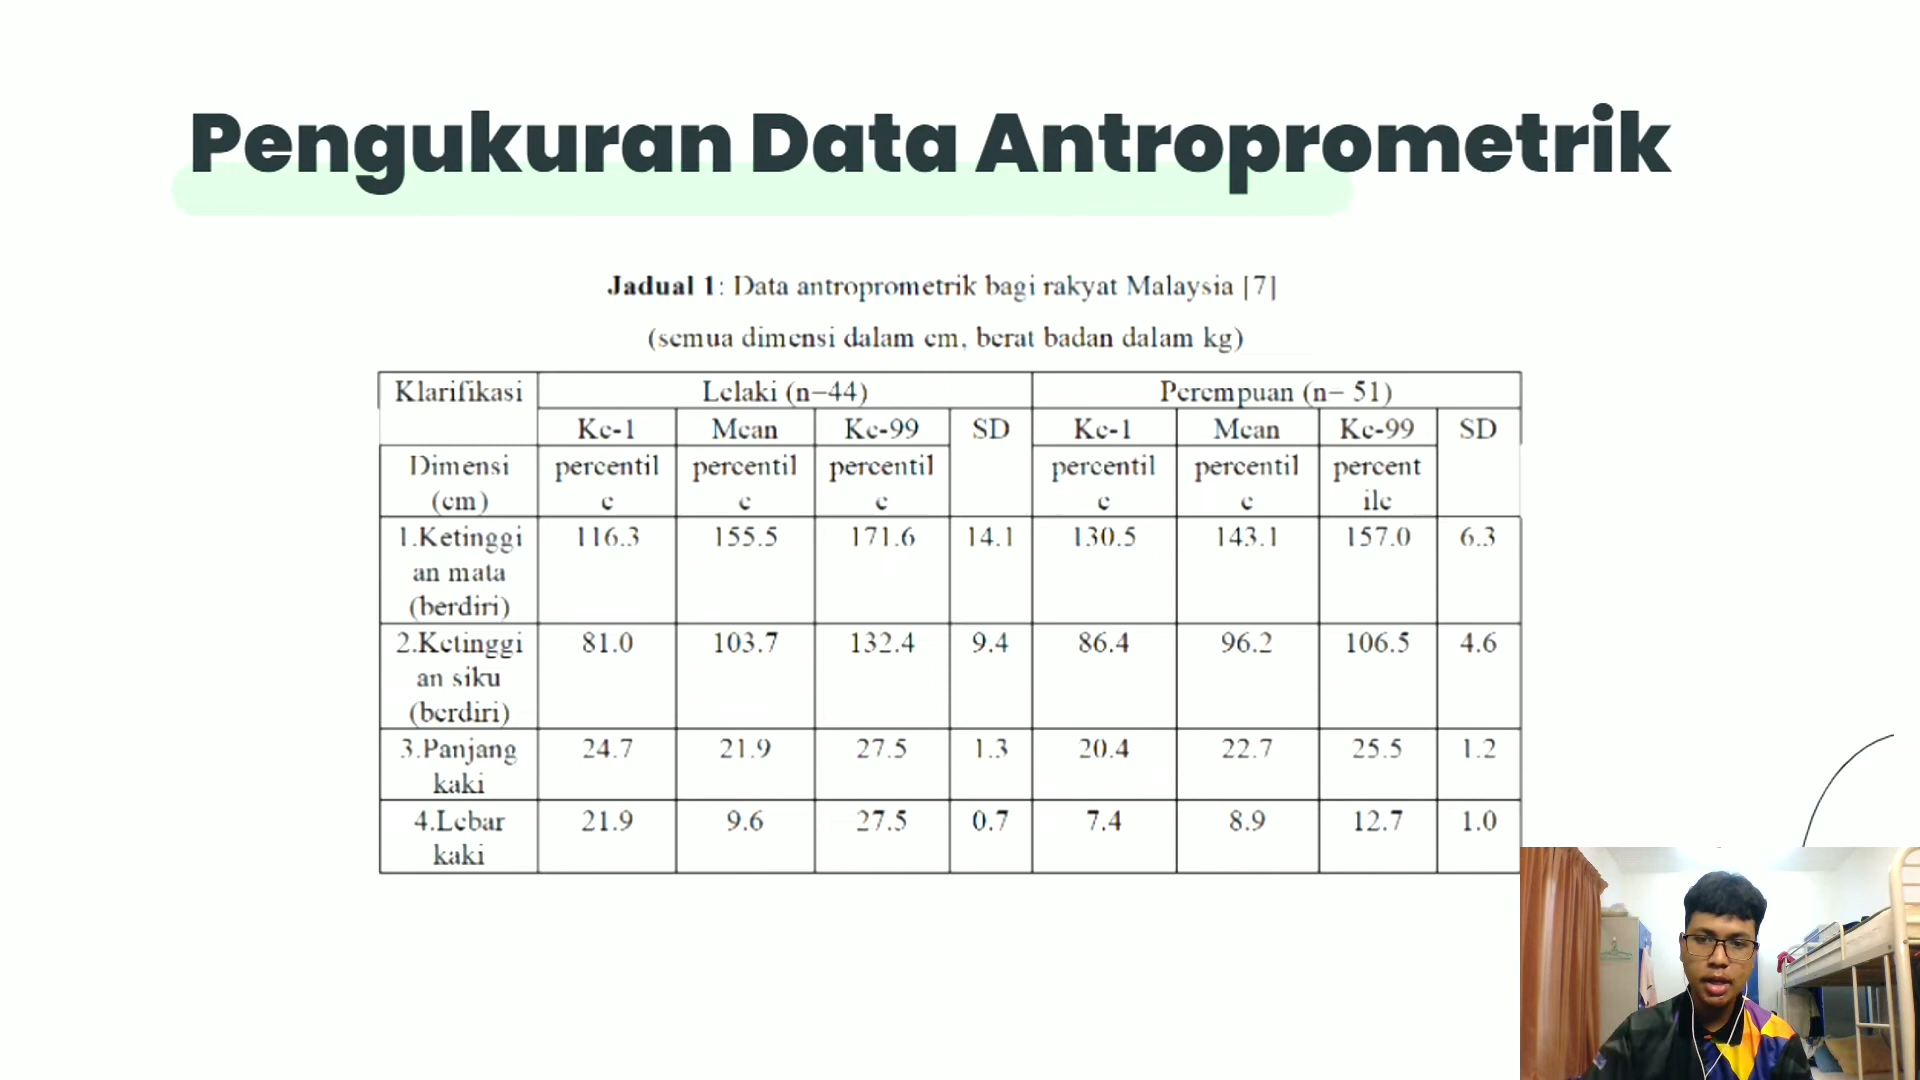 Pengukuran Data Antroprometrik
Jadual 1: Data antroprometrik bagi rakyat Malaysia [7]
(semua dimensi dalam cm, berat badan dalam kg)
Klarifikasi Lelaki (n=44) Perempuan (n= 51)
Ke-1 Mean Ke-99 SD Ke-1 Mean Ke-99 SD
Dimensi percentil percentil percentil percentil percentil percent
(cm) e e e e e ile
1.Ketinggi 116.3 155.5 171.6 14.1 130.5 143.1 157.0 6.3
an mata
(berdiri)
2.Ketinggi 81.0 103.7 132.4 9.4 86.4 96.2 106.5 4.6
an siku
(berdiri)
3.Panjang 24.7 21.9 27.5 1.3 20.4 22.7 25.5 1.2
kaki
4.Lebar 21.9 9.6 27.5 0.7 7.4 8.9 12.7 1.0
kaki